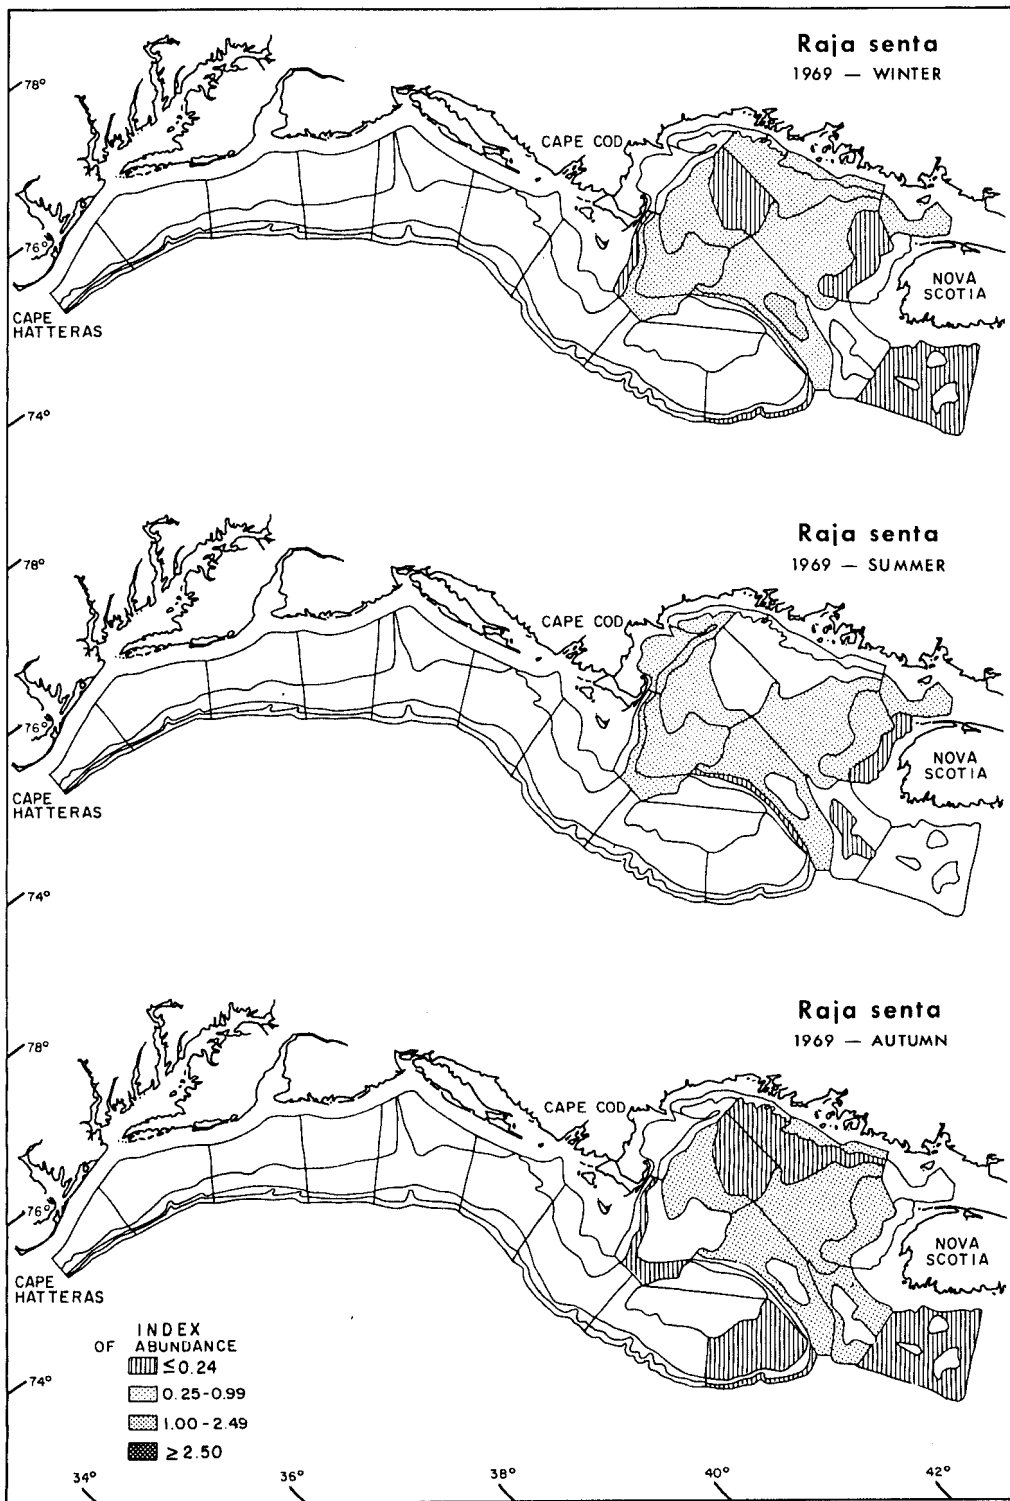 Raja senta
1969 — WINTER
78°
CAPE COD
76°
NOVA
SCOTIA
CAPE
HATTERAS
74°
Raja senta
1969 — SUMMER
78°
CAPE COD
76°
NOVA
SCOTIA
CAPE
HATTERAS
74°
Raja senta
1969 — AUTUMN
78°
CAPE COD
76°
NOVA
SCOTIA
CAPE
HATTERAS
INDEX
OF ABUNDANCE
≤0.24
74°
0.25-0.99
1.00-2.49
≥2.50
34° 36° 38° 40° 42°